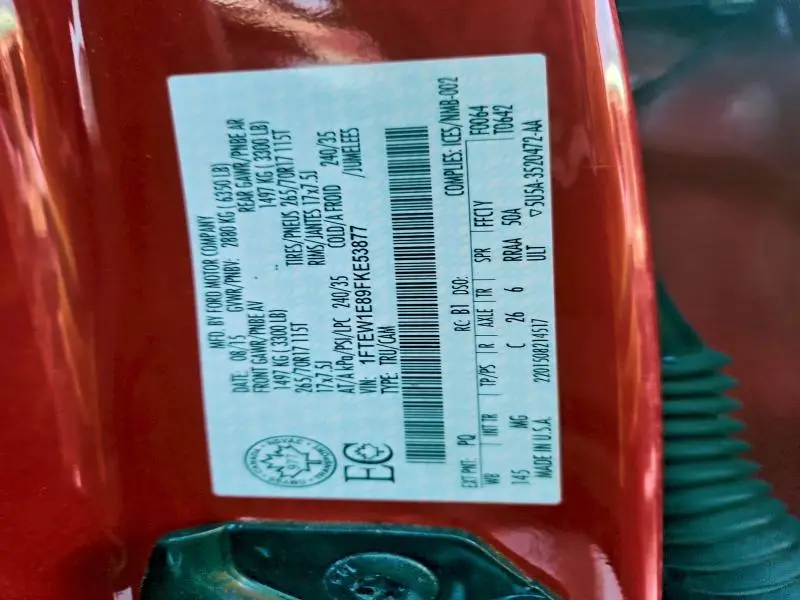 MFD. BY FORD MOTOR COMPANY
DATE: 08/15 GVWR/PNBV: 2880 KG ( 6350 LB)
FRONT GAWR/PNBE AV REAR GAWR/PNBE AR
1497 KG ( 3300 LB) 1497 KG ( 3300 LB)
265/70R17 115T TIRES/PNEUS 265/70R17 115T
17x7.5J RIMS/JANTES 17x7.5J
AT/A kPa/PSI/LPC 240/35 COLD/A FROID 240/35
VIN: 1FTEW1E89FKE53877 /JUMELEES
TYPE: TRU/CAM
EC
COMPLIES: ICES/NMB-002
EXT PNT: PQ RC: B1 DSO: F0064
WB INT TR TP/PS R AXLE TR SPR FFCTY T0642
145 MG C 26 6 RRAA 50A
MADE IN U.S.A. 2201508214517 ULT ▽5U5A-3520472-AA